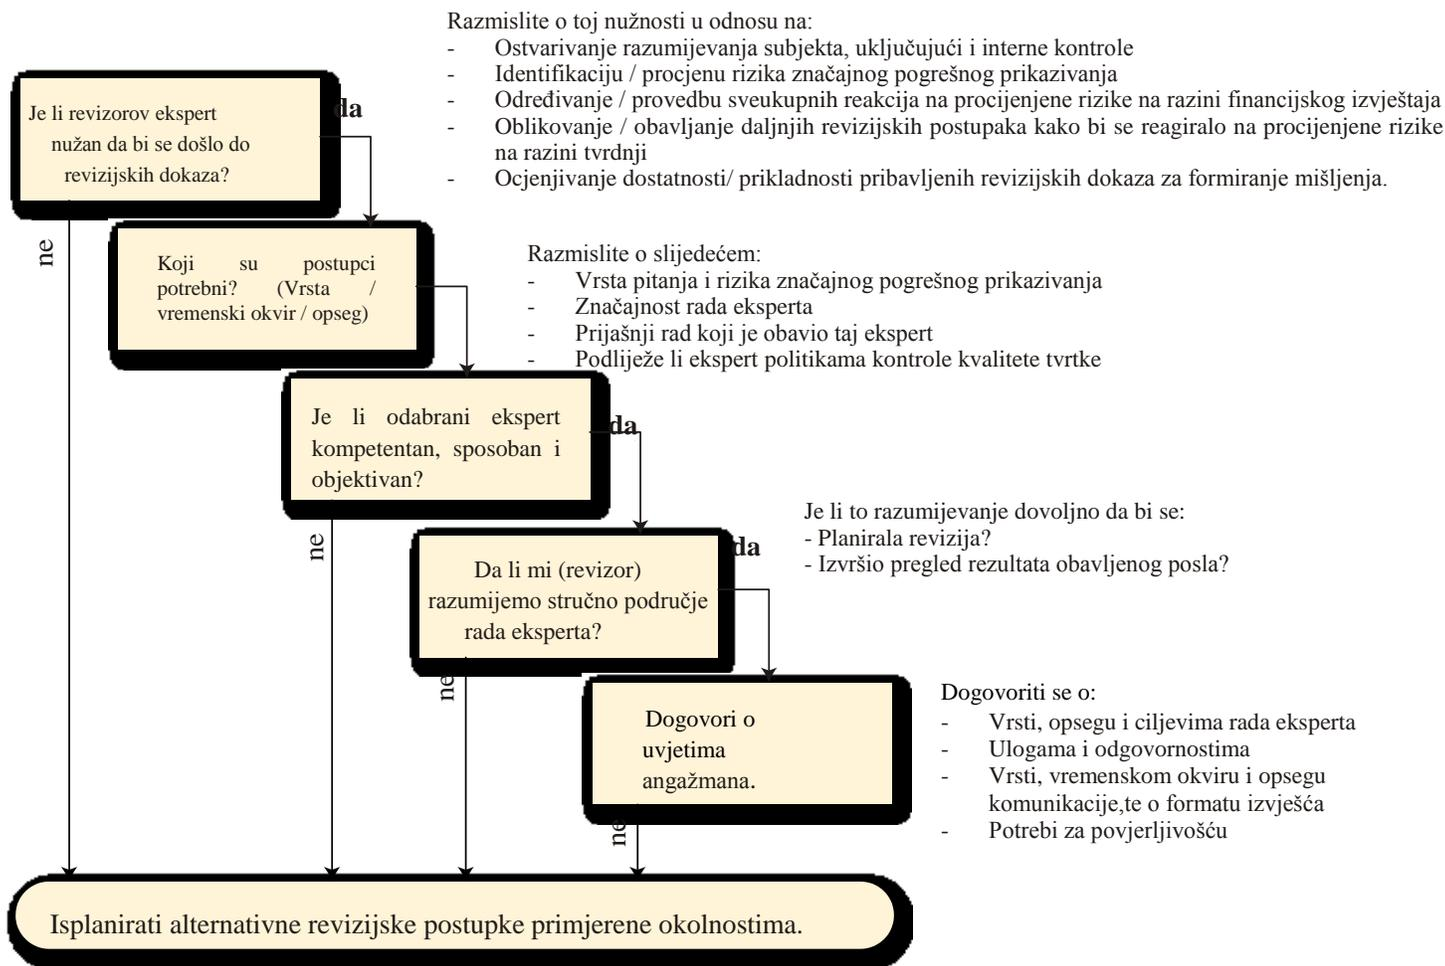 Razmislite o toj nužnosti u odnosu na:
- Ostvarivanje razumijevanja subjekta, uključujući i interne kontrole
- Identifikaciju / procjenu rizika značajnog pogrešnog prikazivanja
- Određivanje / provedbu sveukupnih reakcija na procijenjene rizike na razini financijskog izvještaja
- Oblikovanje / obavljanje daljnjih revizijskih postupaka kako bi se reagiralo na procijenjene rizike
na razini tvrdnji
- Ocjenjivanje dostatnosti/ prikladnosti pribavljenih revizijskih dokaza za formiranje mišljenja.
Je li revizorov ekspert
nužan da bi se došlo do
revizijskih dokaza?
da
ne
Koji su postupci
potrebni? (Vrsta /
vremenski okvir / opseg)
Razmislite o slijedećem:
- Vrsta pitanja i rizika značajnog pogrešnog prikazivanja
- Značajnost rada eksperta
- Prijašnji rad koji je obavio taj ekspert
- Podliježe li ekspert politikama kontrole kvalitete tvrtke
Je li odabrani ekspert
kompetentan, sposoban i
objektivan?
da
ne
Da li mi (revizor)
razumijemo stručno područje
rada eksperta?
da
ne
Je li to razumijevanje dovoljno da bi se:
- Planirala revizija?
- Izvršio pregled rezultata obavljenog posla?
Dogovori o
uvjetima
angažmana.
ne
Dogovoriti se o:
- Vrsti, opsegu i ciljevima rada eksperta
- Ulogama i odgovornostima
- Vrsti, vremenskom okviru i opsegu
komunikacije,te o formatu izvješća
- Potrebi za povjerljivošću
Isplanirati alternativne revizijske postupke primjerene okolnostima.